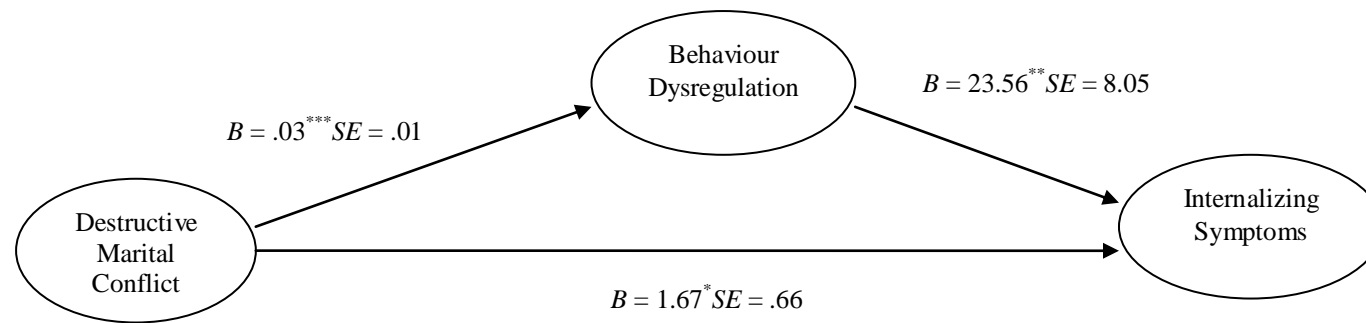 Behaviour
Dysregulation
B = 23.56**SE = 8.05
B = .03***SE = .01
Internalizing
Symptoms
Destructive
Marital
Conflict
B = 1.67*SE = .66